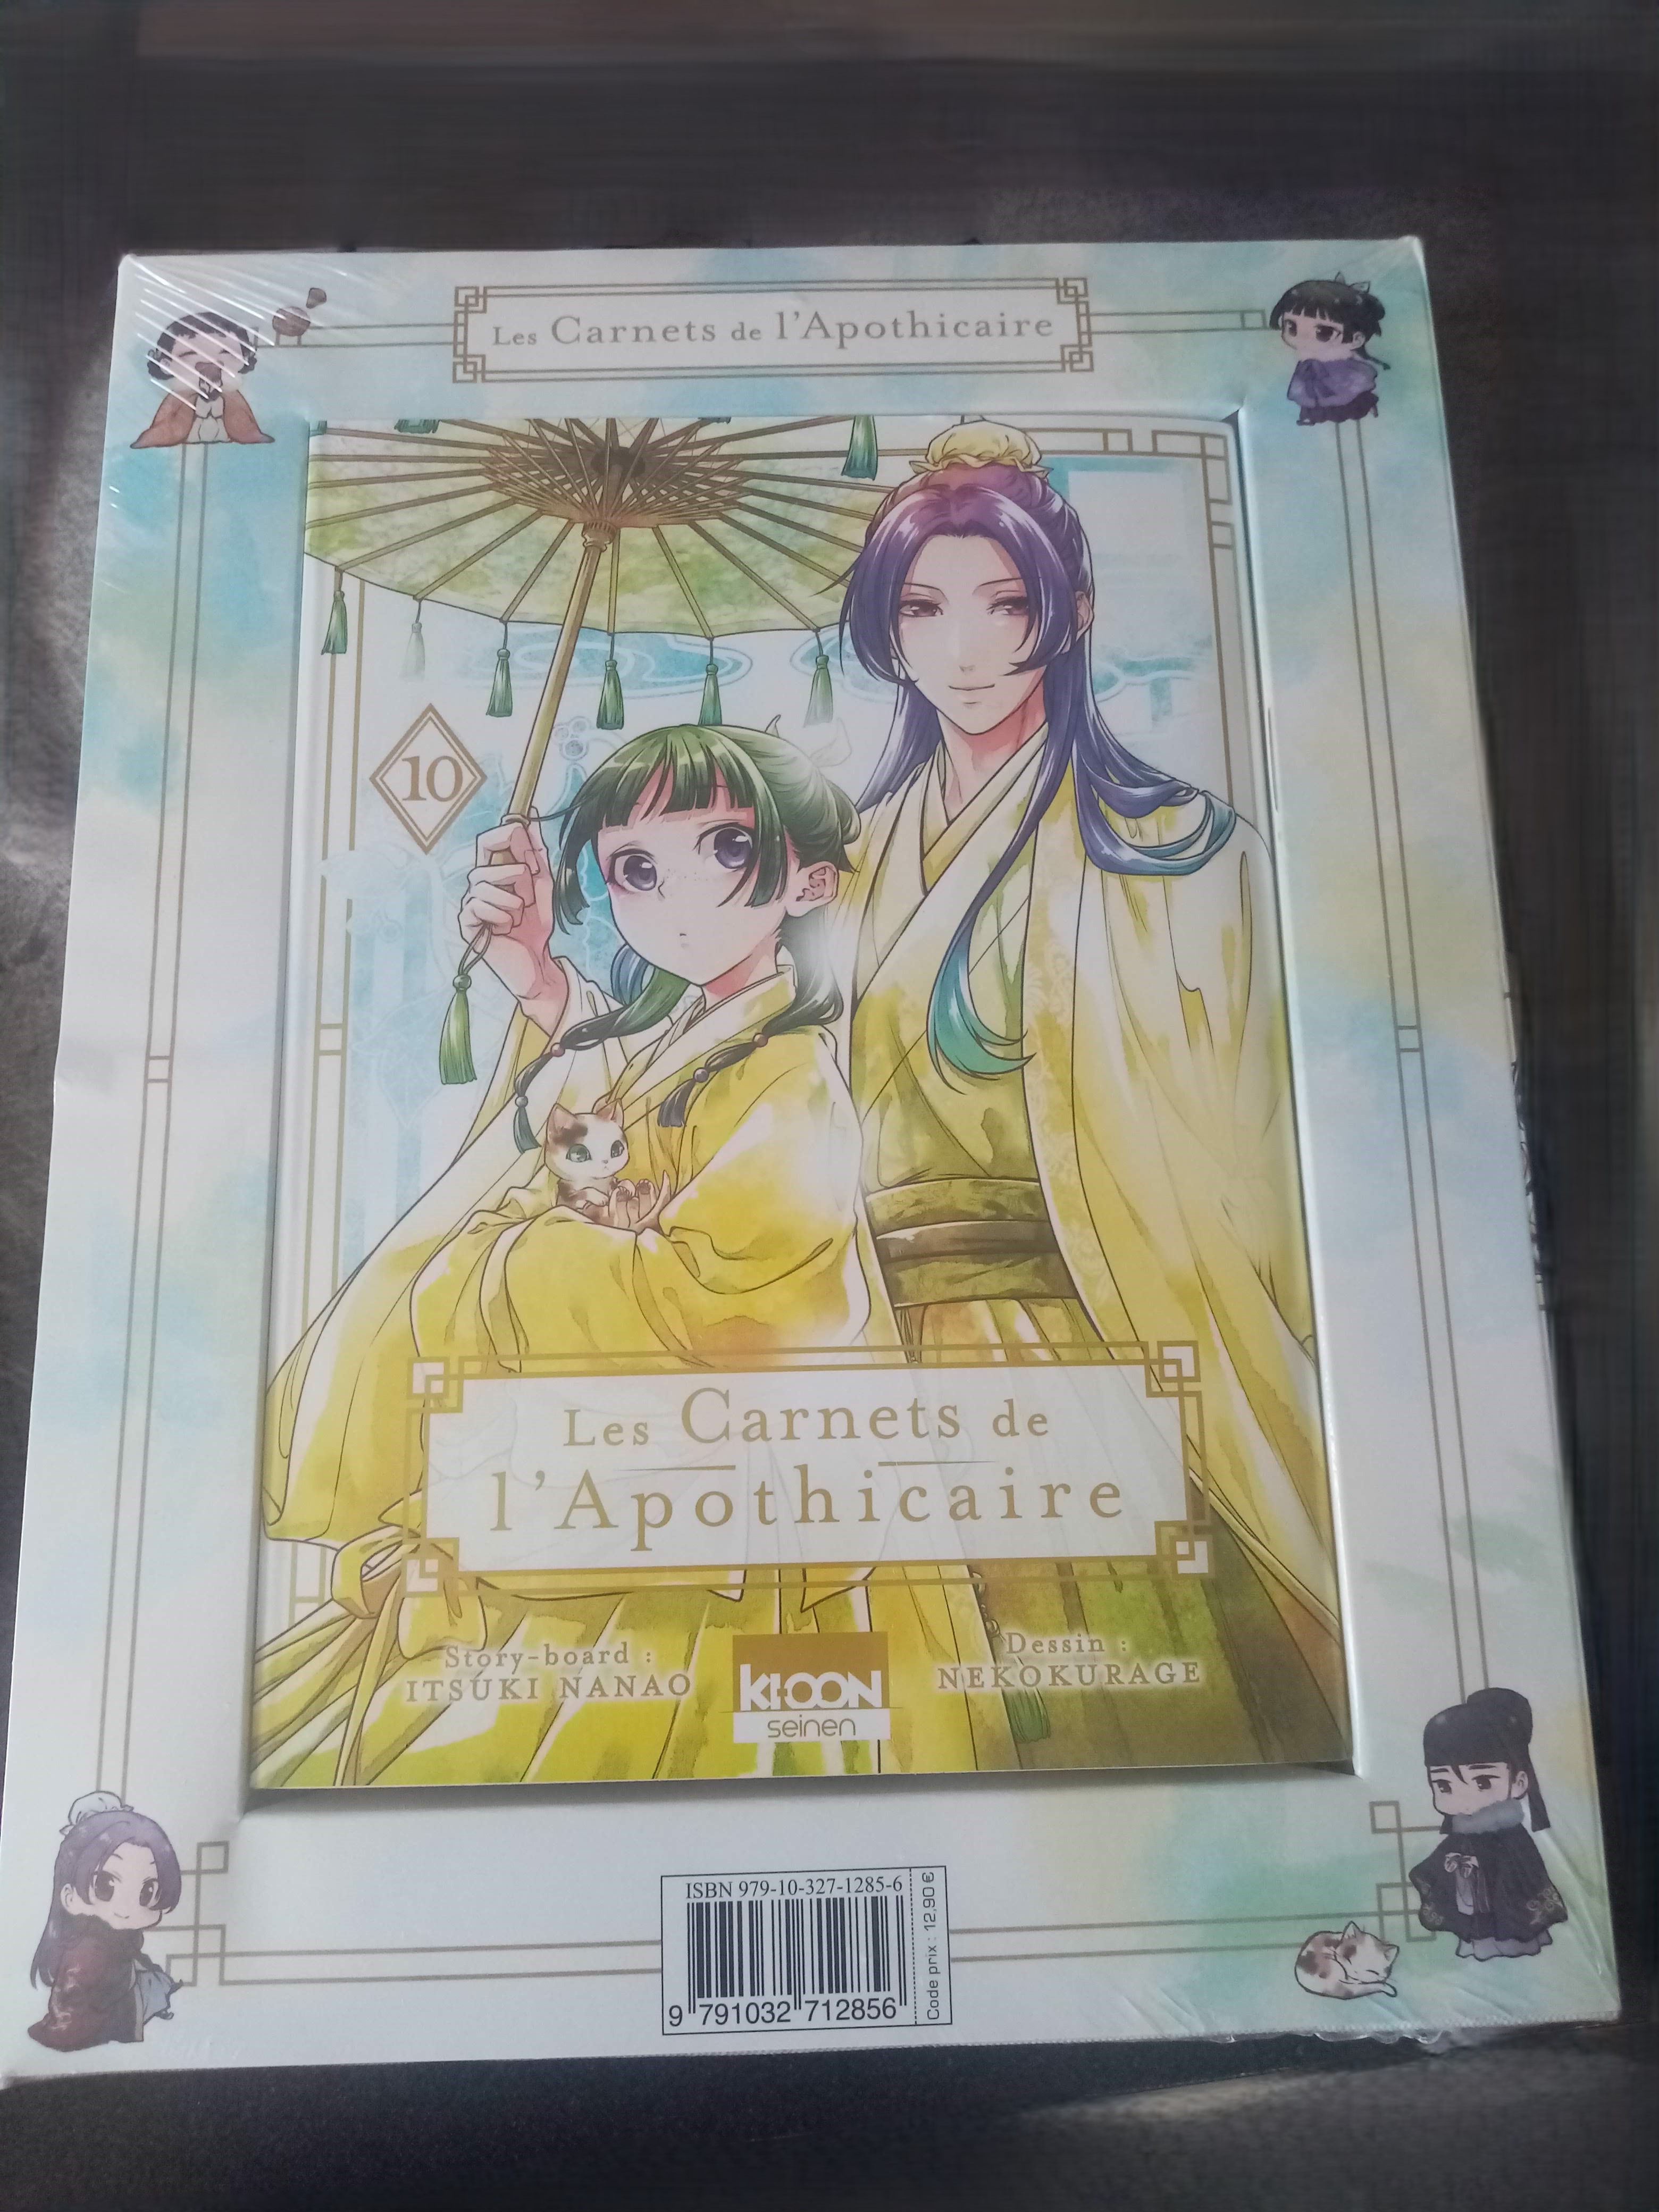 Les Carnets de l'Apothicaire
10
Les Carnets de
l'Apothicaire
Story-board :
ITSUKI NANAO
KI-OON
seinen
Dessin :
NEKOKURAGE
ISBN 979-10-327-1285-6
9 791032 712856
Code prix : 12,90 €